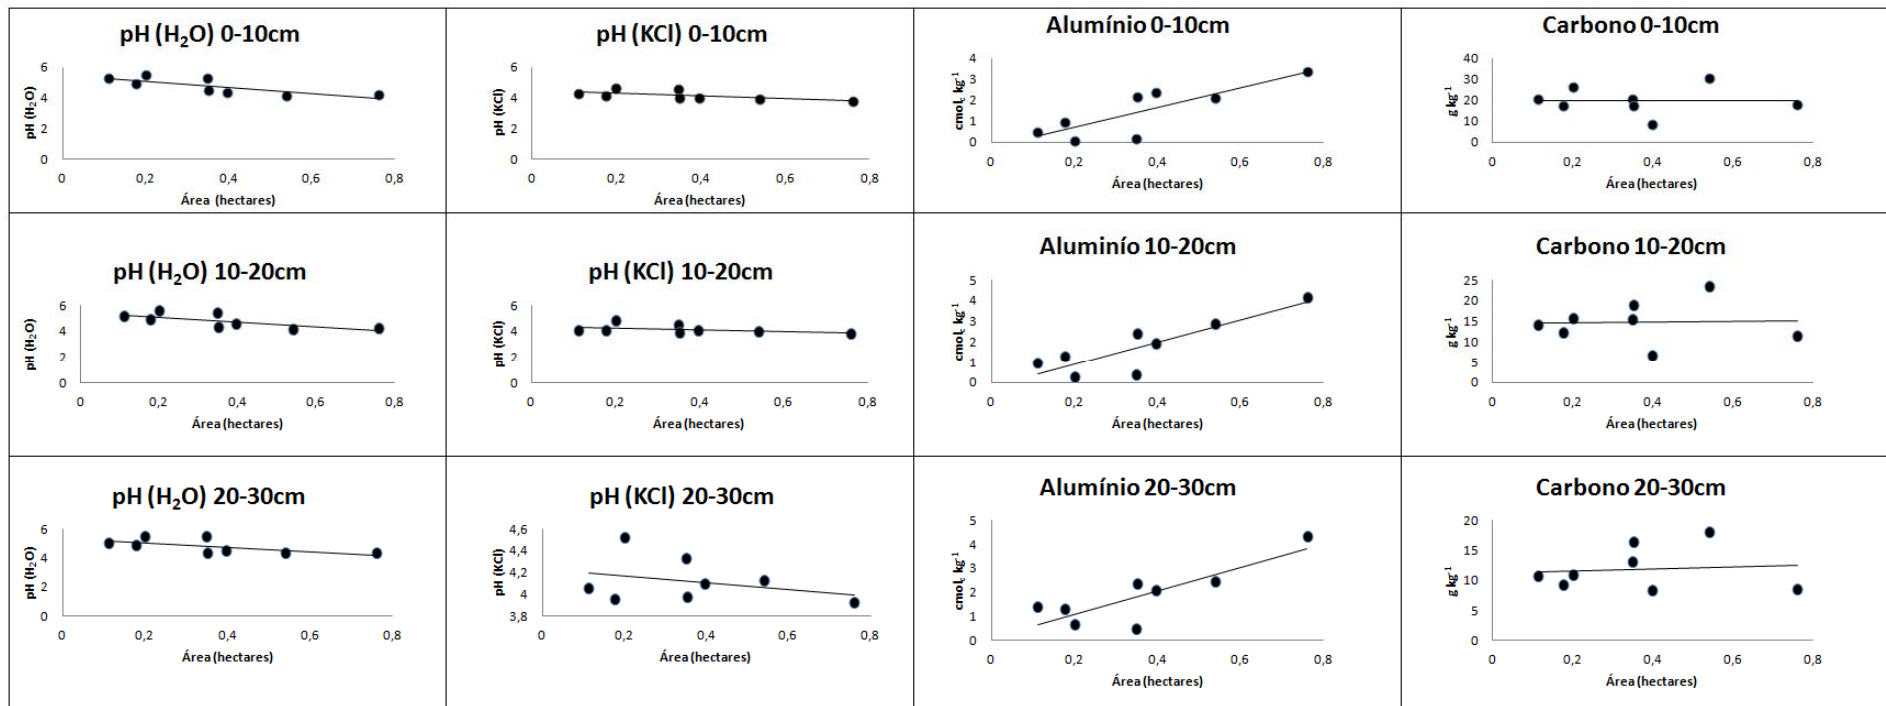 pH (H₂O) 0-10cm
pH (H₂O)
6
4
2
0
0 0,2 0,4 0,6 0,8
Área (hectares)
pH (KCl) 0-10cm
pH (KCl)
6
4
2
0
0 0,2 0,4 0,6 0,8
Área (hectares)
Alumínio 0-10cm
cmolc kg⁻¹
4
3
2
1
0
0 0,2 0,4 0,6 0,8
Área (hectares)
Carbono 0-10cm
g kg⁻¹
40
30
20
10
0
0 0,2 0,4 0,6 0,8
Área (hectares)
pH (H₂O) 10-20cm
pH (H₂O)
6
4
2
0
0 0,2 0,4 0,6 0,8
Área (hectares)
pH (KCl) 10-20cm
pH (KCl)
6
4
2
0
0 0,2 0,4 0,6 0,8
Área (hectares)
Aluminío 10-20cm
cmolc kg⁻¹
5
4
3
2
1
0
0 0,2 0,4 0,6 0,8
Área (hectares)
Carbono 10-20cm
g kg⁻¹
25
20
15
10
5
0
0 0,2 0,4 0,6 0,8
Área (hectares)
pH (H₂O) 20-30cm
pH (H₂O)
6
4
2
0
0 0,2 0,4 0,6 0,8
Área (hectares)
pH (KCl) 20-30cm
pH (KCl)
4,6
4,4
4,2
4
3,8
0 0,2 0,4 0,6 0,8
Área (hectares)
Alumínio 20-30cm
cmolc kg⁻¹
5
4
3
2
1
0
0 0,2 0,4 0,6 0,8
Área (hectares)
Carbono 20-30cm
g kg⁻¹
20
15
10
5
0
0 0,2 0,4 0,6 0,8
Área (hectares)